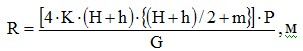 R = [4·K·(H+h)·{(H+h)/2+m}]·P / G , м